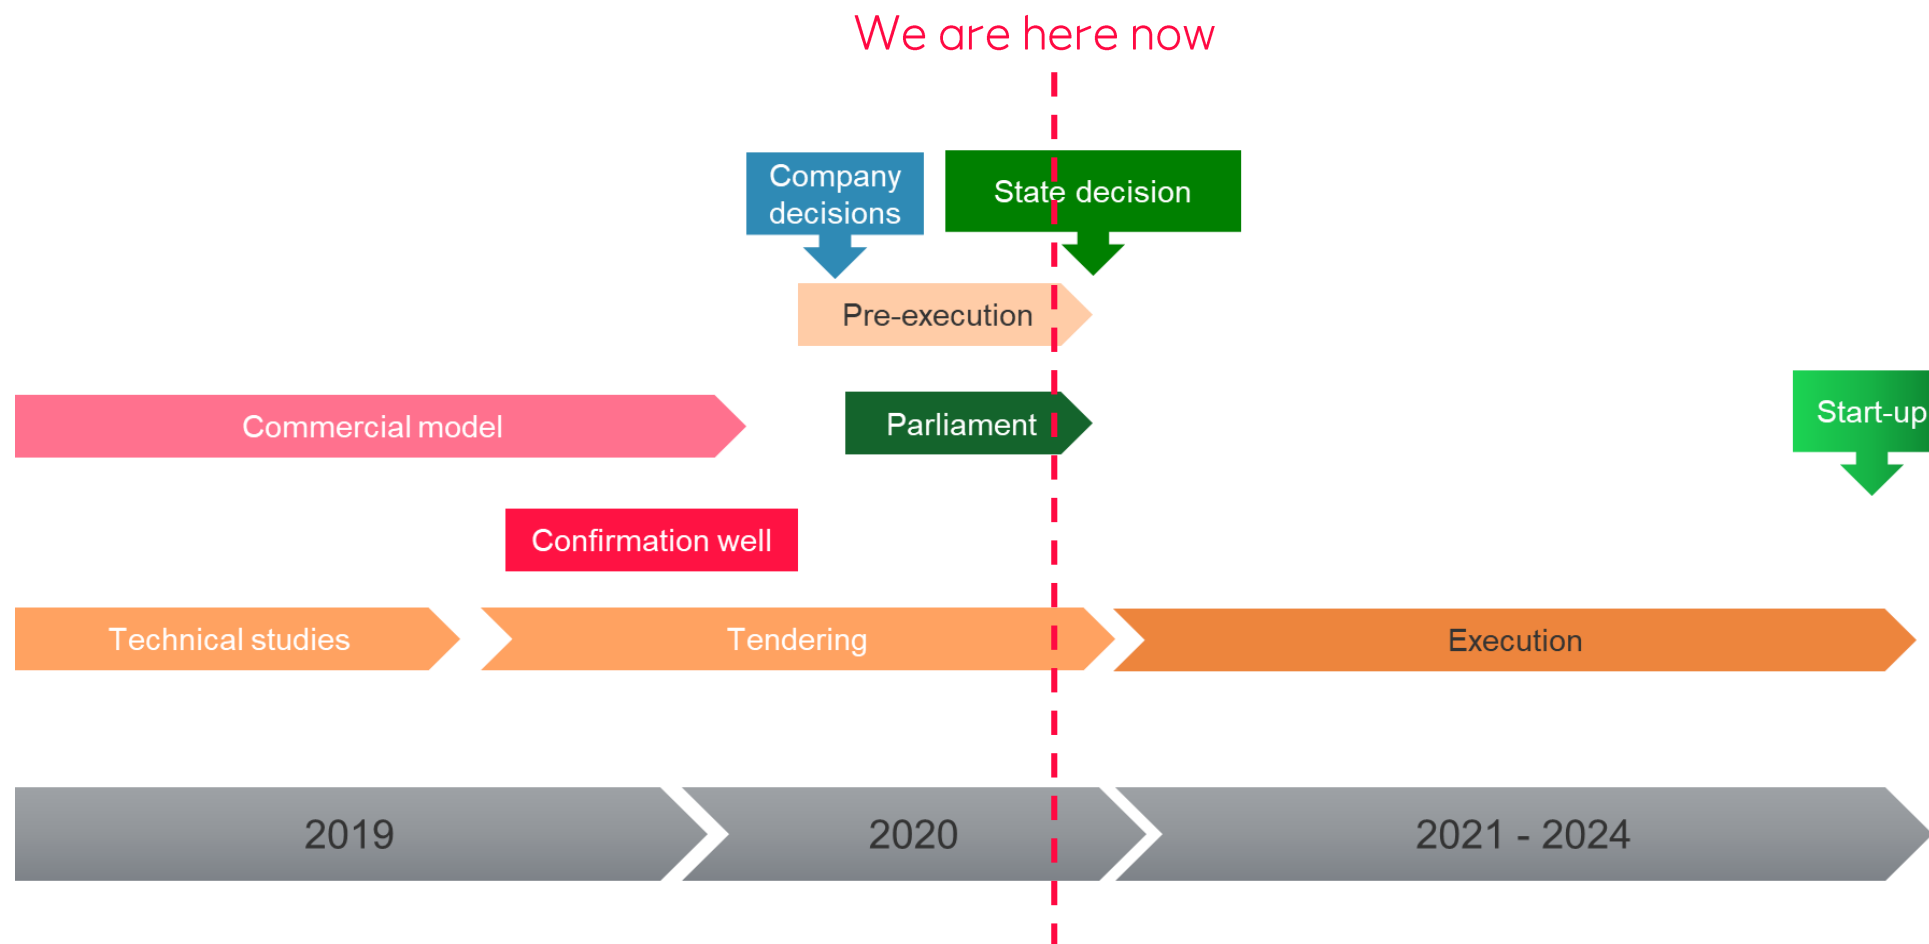 We are here now
Company
decisions
State decision
Pre-execution
Commercial model
Parliament
Start-up
Confirmation well
Technical studies
Tendering
Execution
2019
2020
2021 - 2024